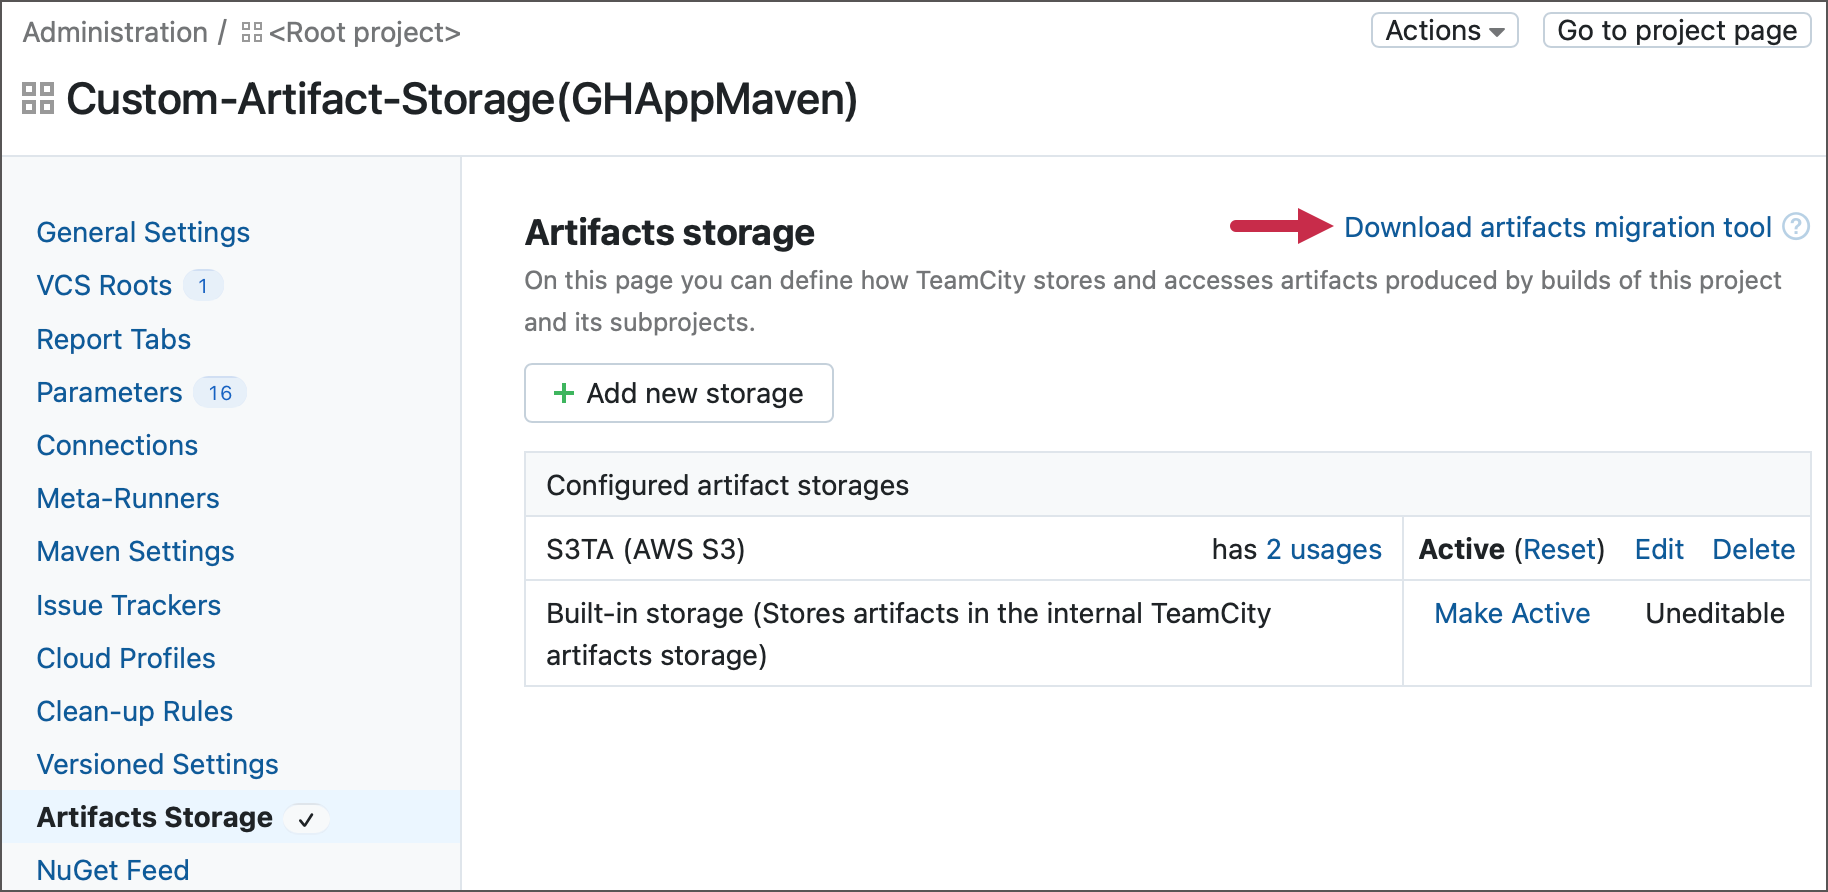 Administration / <Root project>
Actions
Go to project page
Custom-Artifact-Storage(GHAppMaven)
General Settings
VCS Roots 1
Report Tabs
Parameters 16
Connections
Meta-Runners
Maven Settings
Issue Trackers
Cloud Profiles
Clean-up Rules
Versioned Settings
Artifacts Storage ✓
NuGet Feed
Artifacts storage
Download artifacts migration tool ?
On this page you can define how TeamCity stores and accesses artifacts produced by builds of this project
and its subprojects.
+ Add new storage
Configured artifact storages
S3TA (AWS S3) has 2 usages Active (Reset) Edit Delete
Built-in storage (Stores artifacts in the internal TeamCity
artifacts storage)
Make Active Uneditable